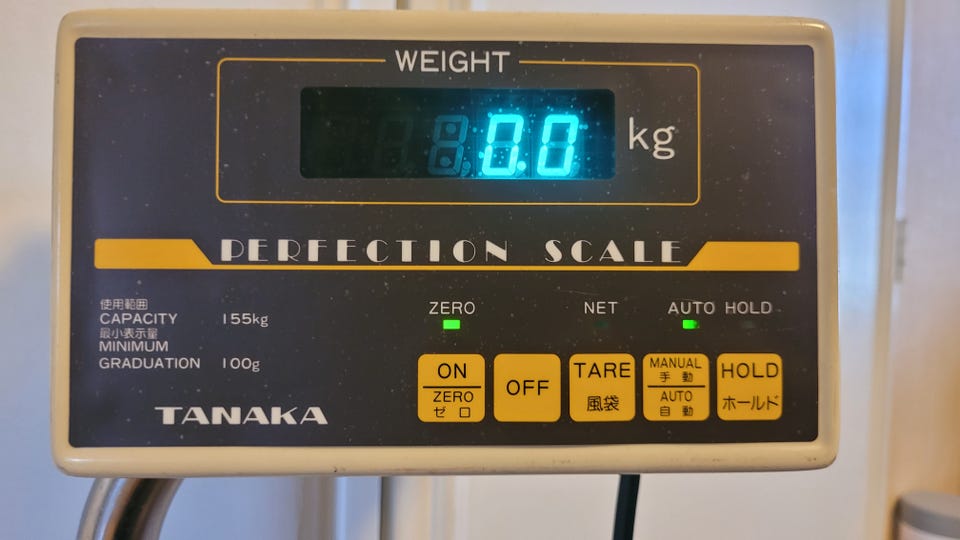 WEIGHT
0.0 kg
PERFECTION SCALE
使用範囲
CAPACITY 155kg
最小表示量
MINIMUM
GRADUATION 100g
TANAKA
ZERO NET AUTO HOLD
ON
ZERO
ゼロ
OFF
TARE
風袋
MANUAL
手動
AUTO
自動
HOLD
ホールド